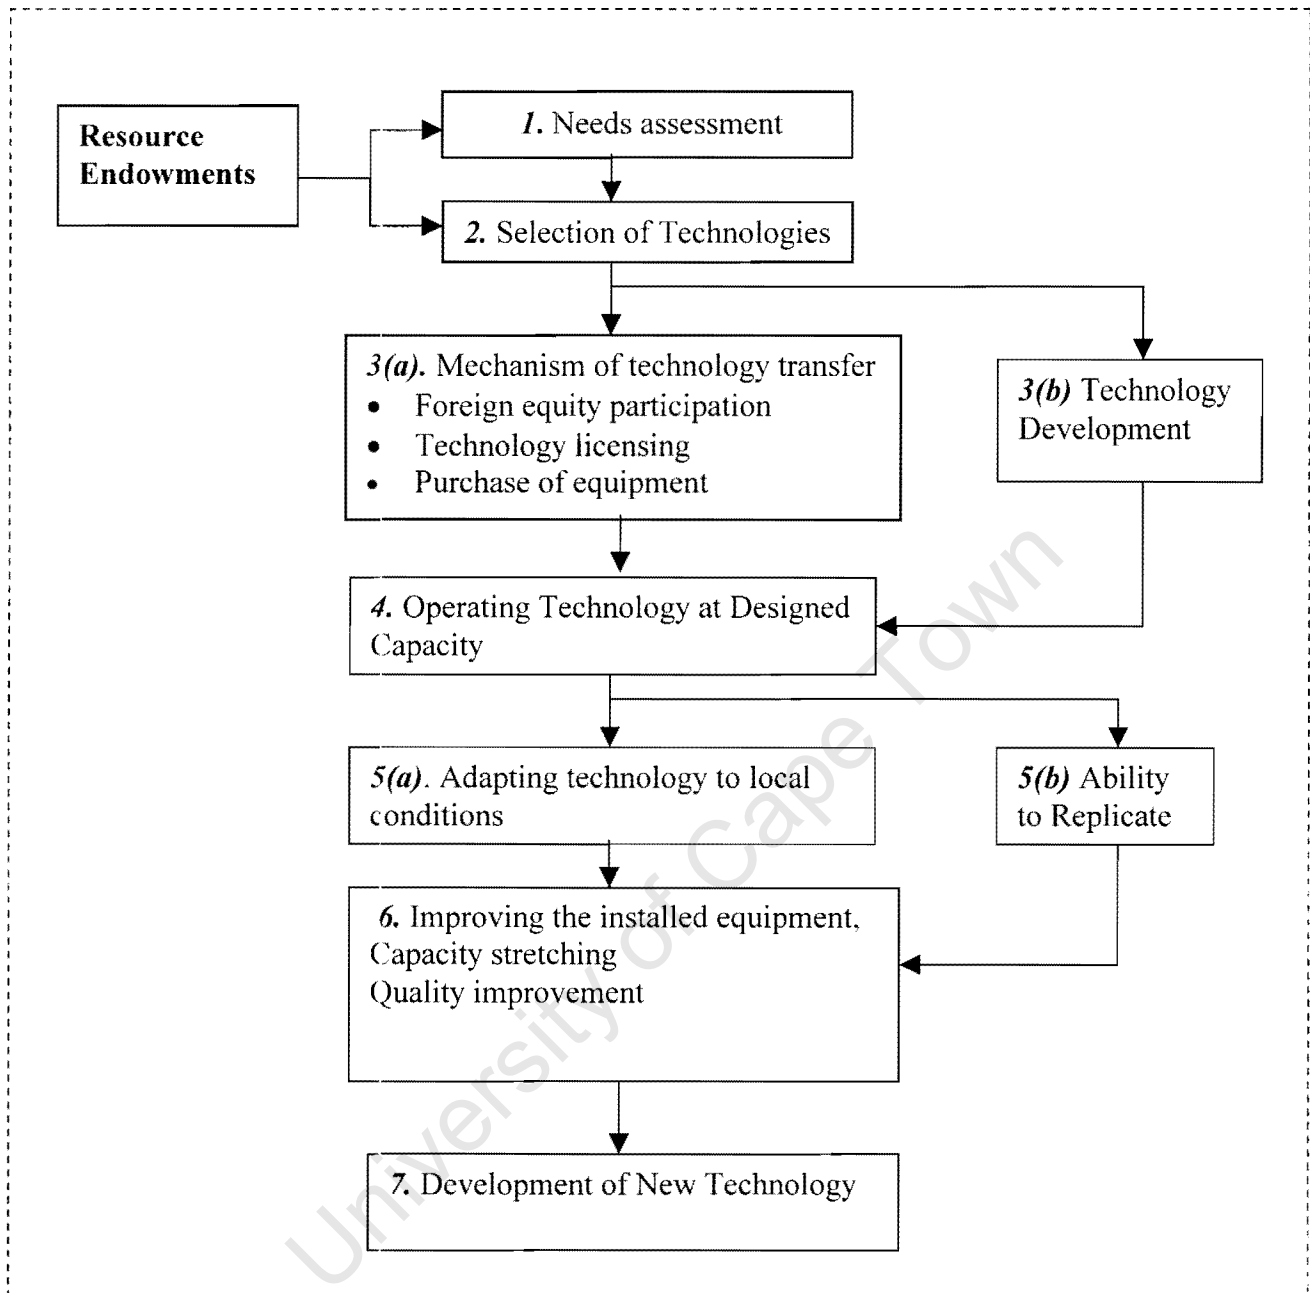 Resource
Endowments
1. Needs assessment
2. Selection of Technologies
3(a). Mechanism of technology transfer
• Foreign equity participation
• Technology licensing
• Purchase of equipment
3(b) Technology
Development
4. Operating Technology at Designed
Capacity
5(a). Adapting technology to local
conditions
5(b) Ability
to Replicate
6. Improving the installed equipment,
Capacity stretching
Quality improvement
7. Development of New Technology
University of Cape Town